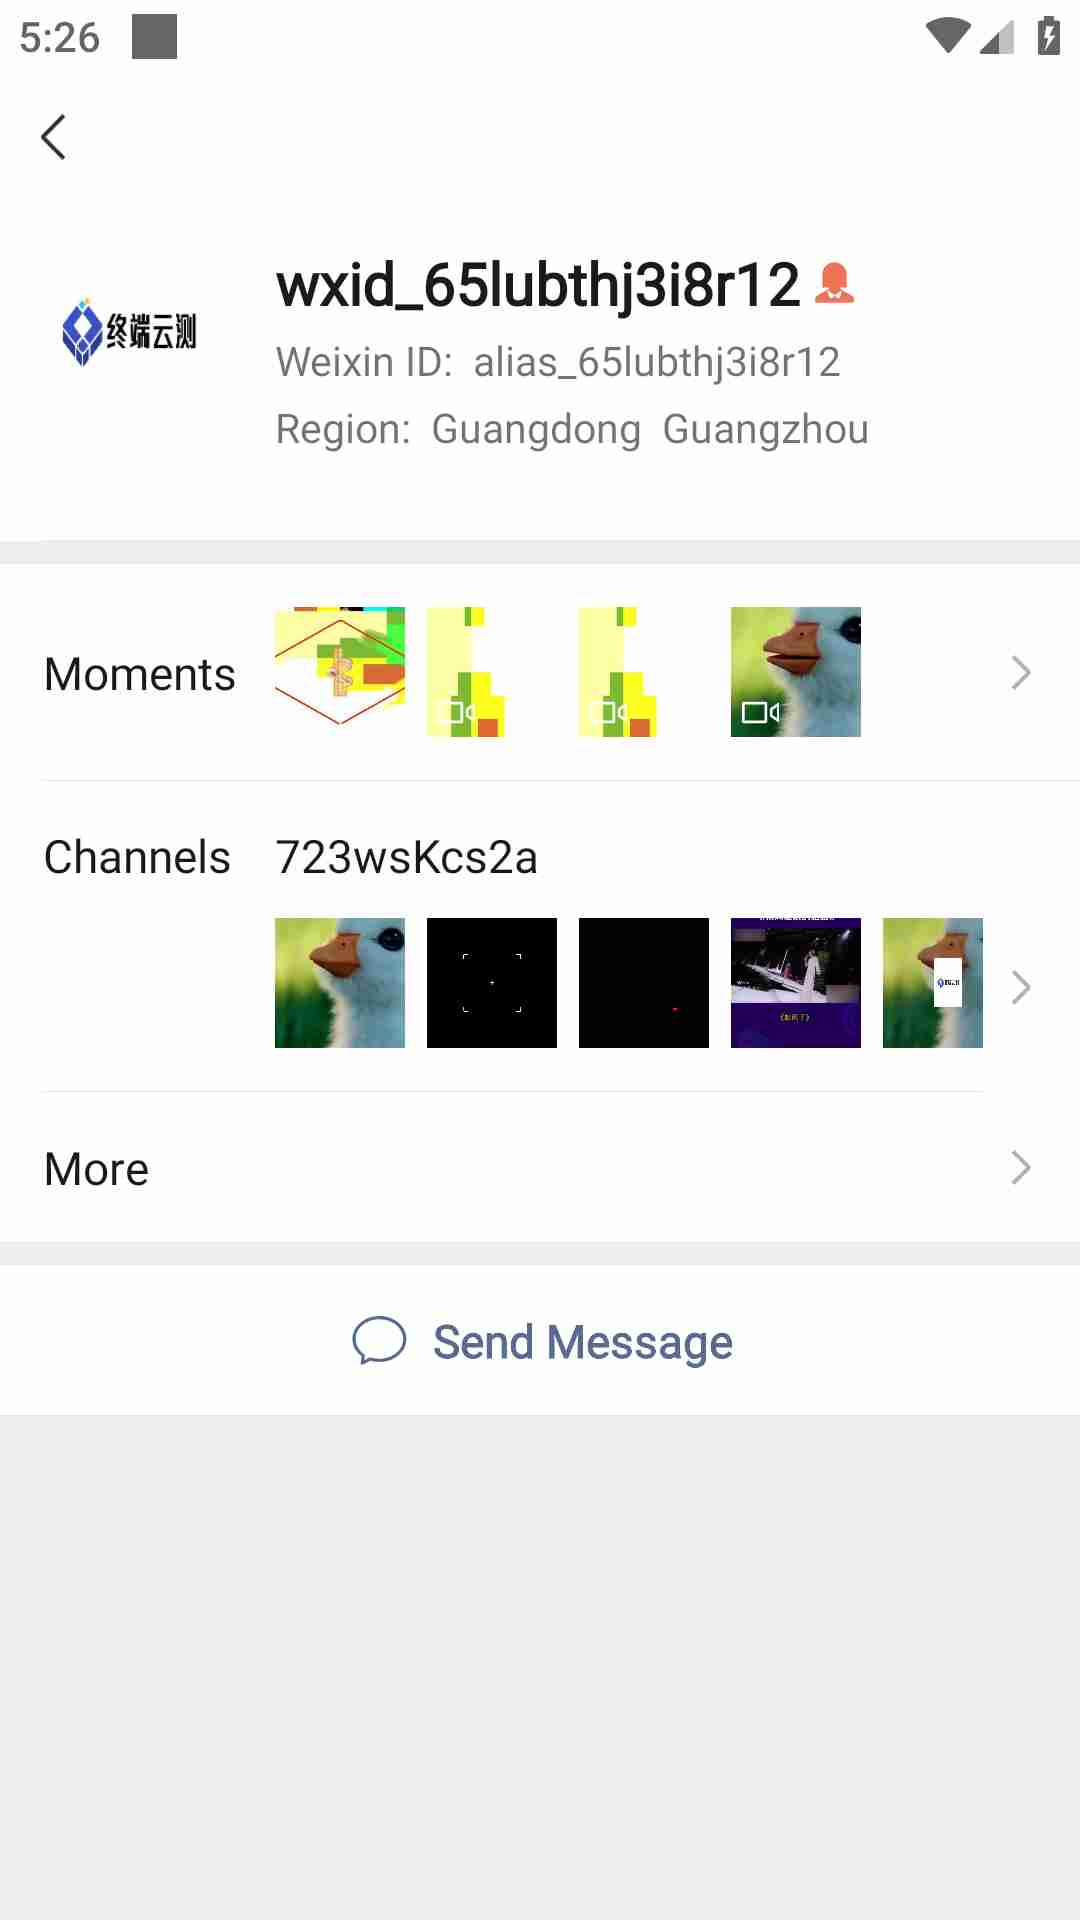 5:26
终端云测
wxid_65lubthj3i8r12
Weixin ID: alias_65lubthj3i8r12
Region: Guangdong Guangzhou
Moments
Channels 723wsKcs2a
More
Send Message